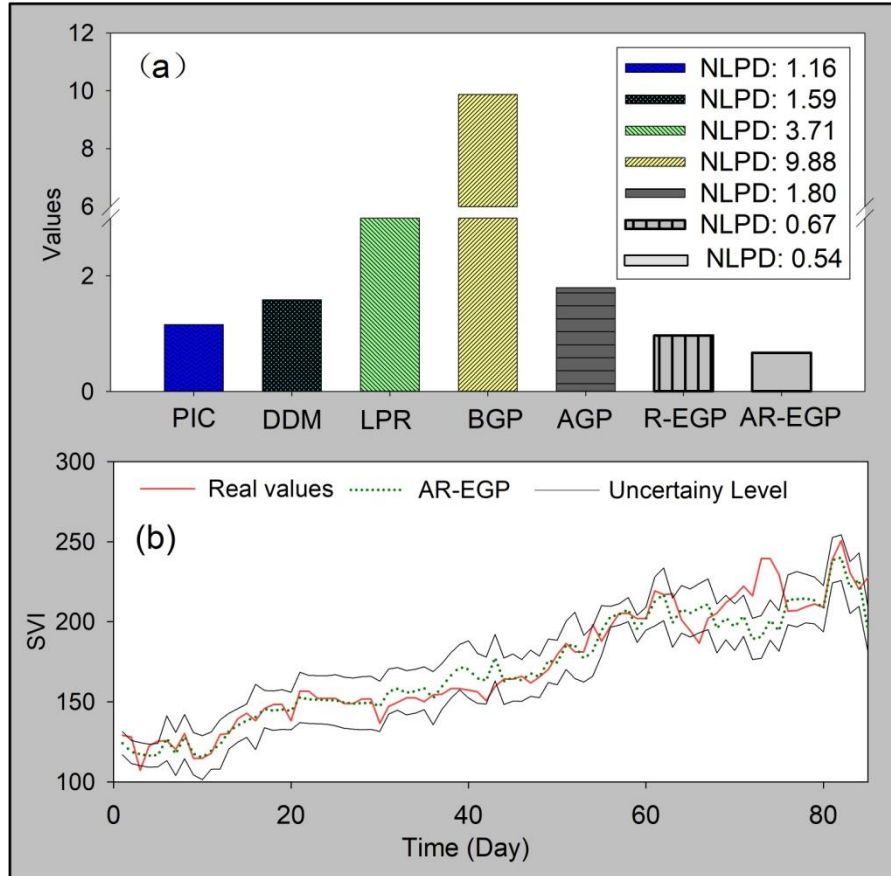 12
10
8
6
2
0
Values
（a）
NLPD: 1.16
NLPD: 1.59
NLPD: 3.71
NLPD: 9.88
NLPD: 1.80
NLPD: 0.67
NLPD: 0.54
PIC DDM LPR BGP AGP R-EGP AR-EGP
300
250
200
150
100
SVI
Real values AR-EGP Uncertainy Level
(b)
0 20 40 60 80
Time (Day)